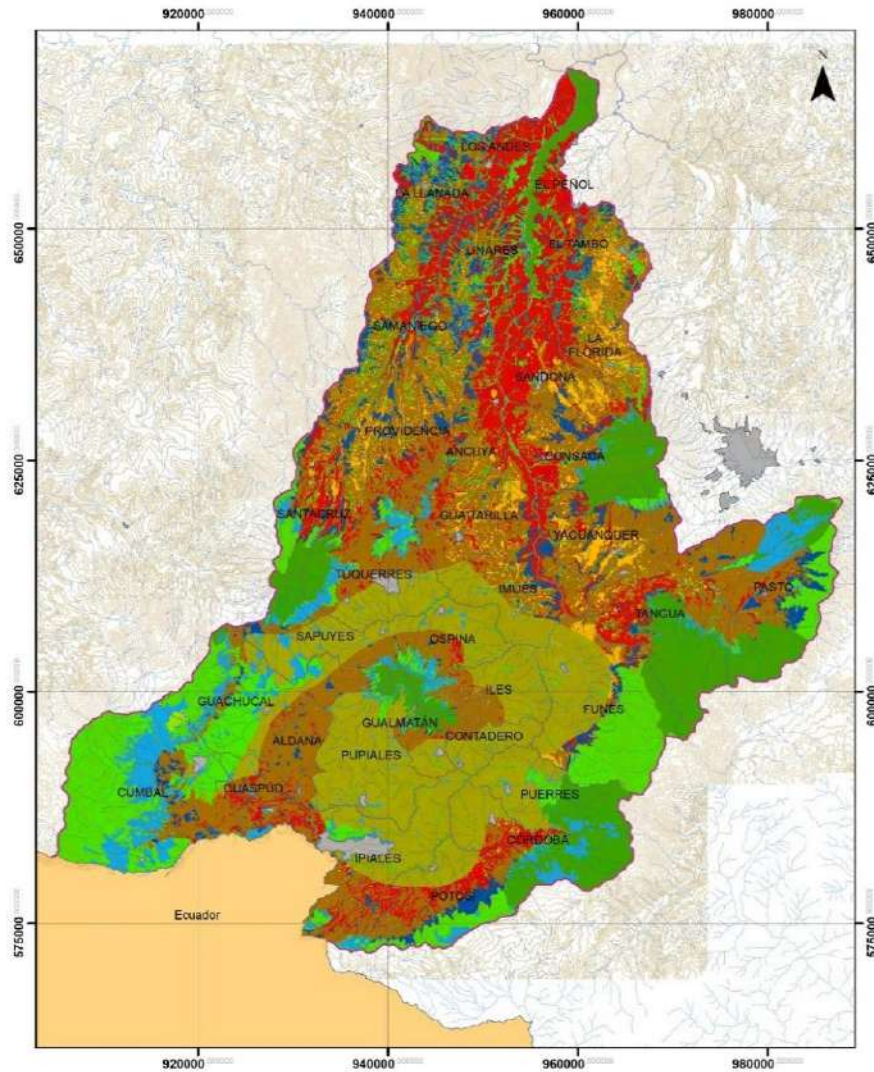 920000 940000 960000 980000
N
LOS ANDES
EL PEÑOL
LA LLANADA
650000 650000
LINARES EL TAMBO
SAMANIEGO
LA
FLORIDA
SANDONA
PROVIDENCIA
ANCUYA
CONSACA
625000 625000
SANTACRUZ
GUAITARILLA
YACUANQUER
TUQUERRES
IMUES
PASTO
TANGUA
SAPUYES
OSPINA
600000 600000
ILES
GUACHUCAL
FUNES
GUALMATÁN
CONTADERO
ALDANA
PUPIALES
CUMBAL
GUASPUD
PUERRES
CORDOBA
IPIALES
POTOSI
Ecuador
575000 575000
920000 940000 960000 980000